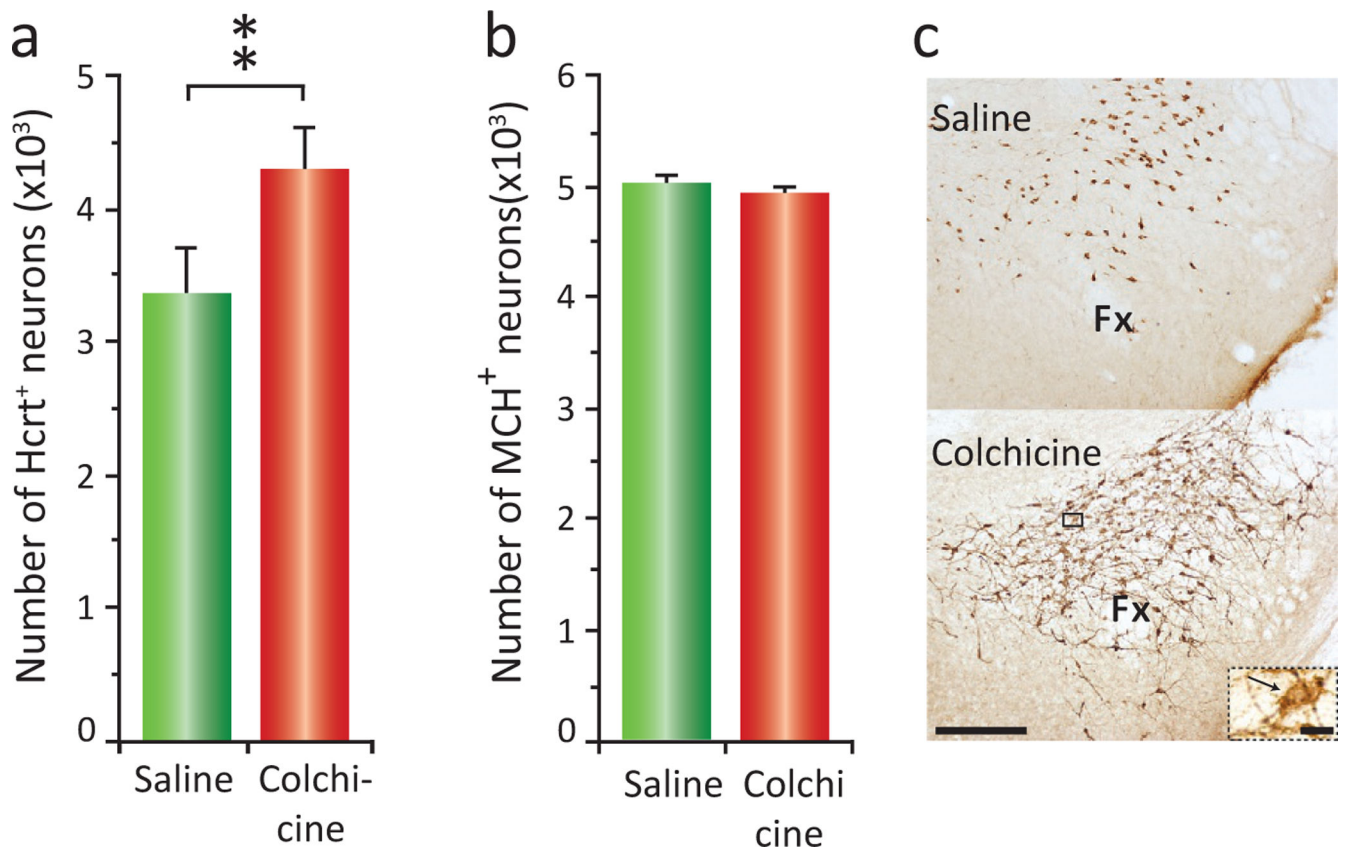 a
**
Number of Hcrt⁺ neurons (x10³)
5
4
3
2
1
0
Saline
Colchi-
cine
b
Number of MCH⁺ neurons(x10³)
6
5
4
3
2
1
0
Saline
Colchi
cine
c
Saline
Fx
Colchicine
Fx